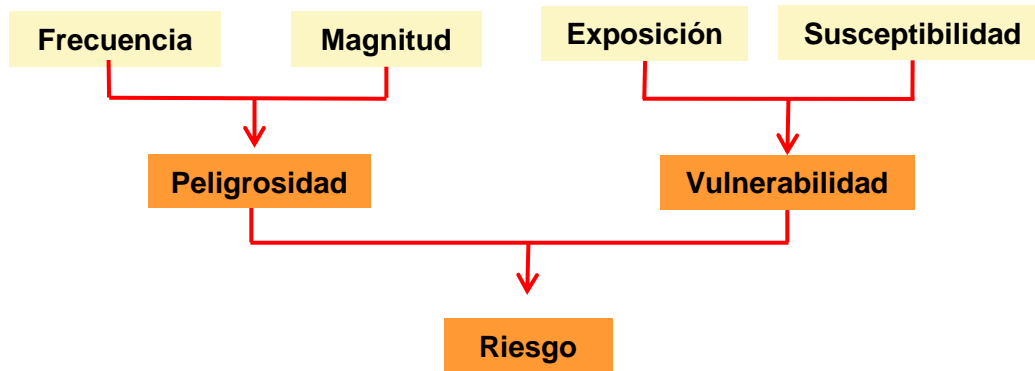 Frecuencia
Magnitud
Exposición
Susceptibilidad
Peligrosidad
Vulnerabilidad
Riesgo